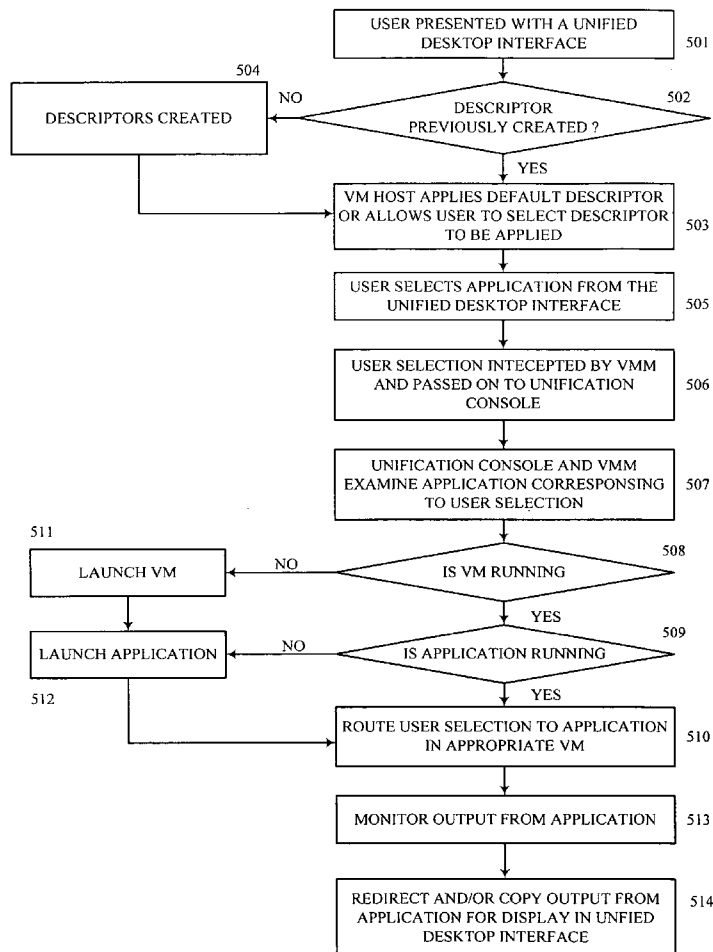 USER PRESENTED WITH A UNIFIED
DESKTOP INTERFACE
501
504
NO
502
DESCRIPTORS CREATED
DESCRIPTOR
PREVIOUSLY CREATED ?
YES
VM HOST APPLIES DEFAULT DESCRIPTOR
OR ALLOWS USER TO SELECT DESCRIPTOR
TO BE APPLIED
503
USER SELECTS APPLICATION FROM THE
UNIFIED DESKTOP INTERFACE
505
USER SELECTION INTECEPTED BY VMM
AND PASSED ON TO UNIFICATION
CONSOLE
506
UNIFICATION CONSOLE AND VMM
EXAMINE APPLICATION CORRESPONSING
TO USER SELECTION
507
511
508
LAUNCH VM
NO
IS VM RUNNING
YES
509
LAUNCH APPLICATION
NO
IS APPLICATION RUNNING
512
YES
ROUTE USER SELECTION TO APPLICATION
IN APPROPRIATE VM
510
MONITOR OUTPUT FROM APPLICATION
513
REDIRECT AND/OR COPY OUTPUT FROM
APPLICATION FOR DISPLAY IN UNFIED
DESKTOP INTERFACE
514